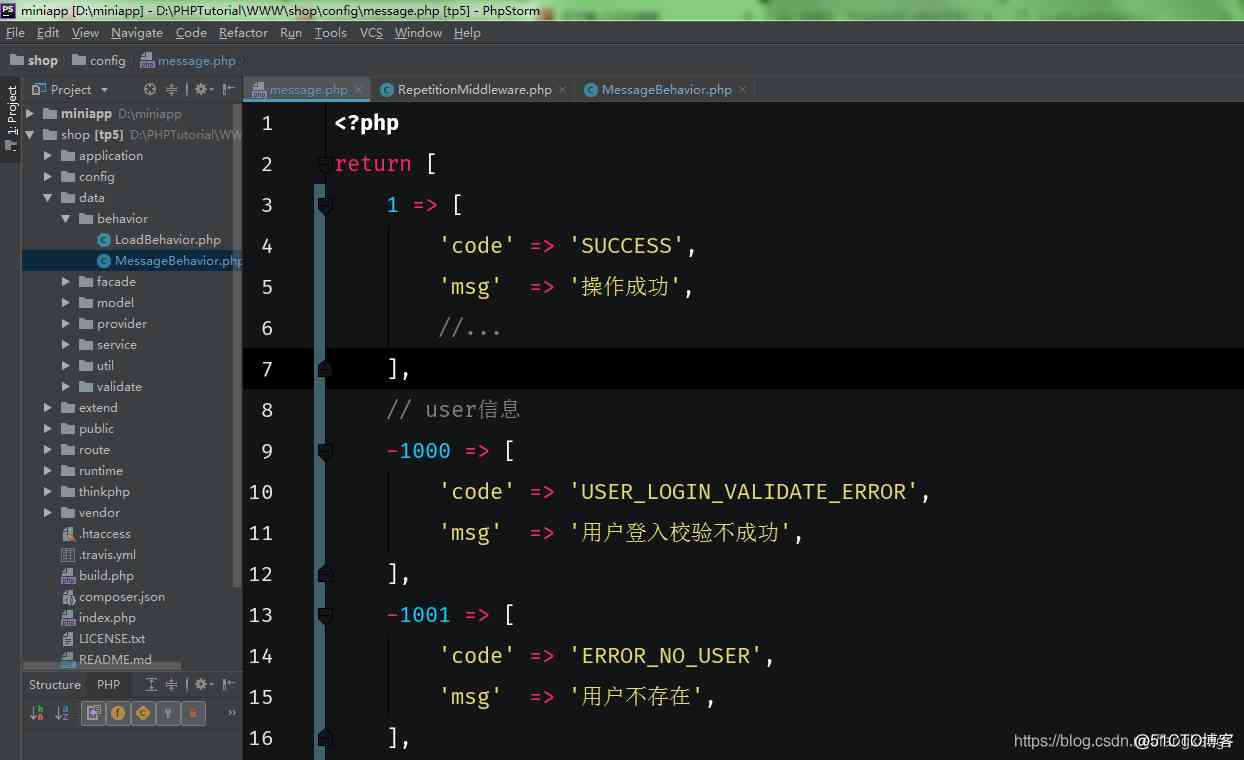 miniapp [D:\miniapp] - D:\PHPTutorial\WWW\shop\config\message.php [tp5] - PhpStorm
File Edit View Navigate Code Refactor Run Tools VCS Window Help
shop config message.php
1: Project
Project
message.php RepetitionMiddleware.php MessageBehavior.php
miniapp D:\miniapp
shop [tp5] D:\PHPTutorial\WW
application
config
data
behavior
LoadBehavior.php
MessageBehavior.php
facade
model
provider
service
util
validate
extend
public
route
runtime
thinkphp
vendor
.htaccess
.travis.yml
build.php
composer.json
index.php
LICENSE.txt
README.md
Structure PHP
1 <?php
2 return [
3 1 => [
4 'code' => 'SUCCESS',
5 'msg' => '操作成功',
6 //...
7 ],
8 // user信息
9 -1000 => [
10 'code' => 'USER_LOGIN_VALIDATE_ERROR',
11 'msg' => '用户登入校验不成功',
12 ],
13 -1001 => [
14 'code' => 'ERROR_NO_USER',
15 'msg' => '用户不存在',
16 ],
https://blog.csdn.n
@51CTO博客